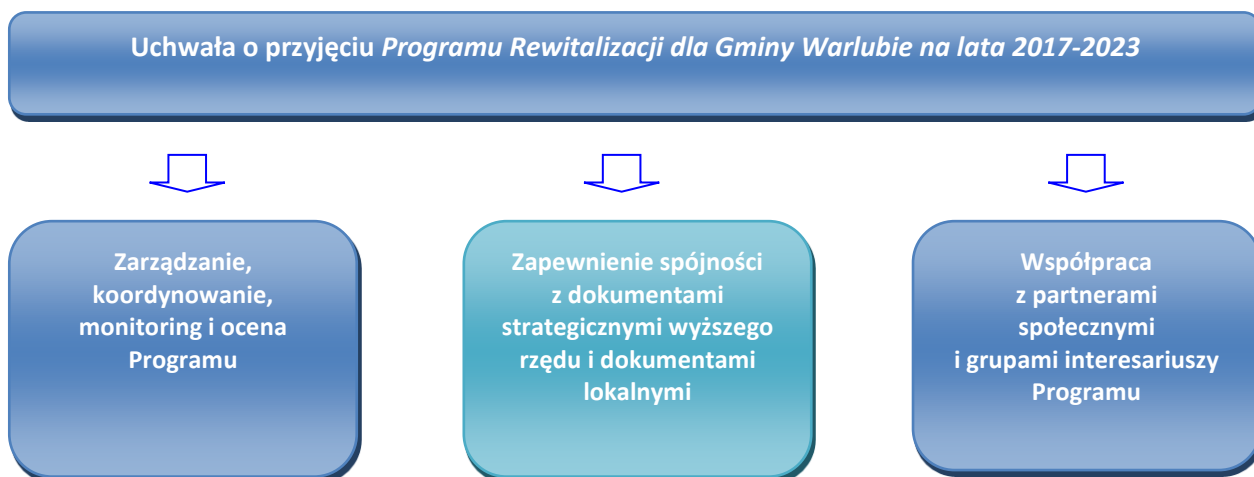 Uchwała o przyjęciu Programu Rewitalizacji dla Gminy Warlubie na lata 2017-2023
Zarządzanie,
koordynowanie,
monitoring i ocena
Programu
Zapewnienie spójności
z dokumentami
strategicznymi wyższego
rzędu i dokumentami
lokalnymi
Współpraca
z partnerami
społecznymi
i grupami interesariuszy
Programu